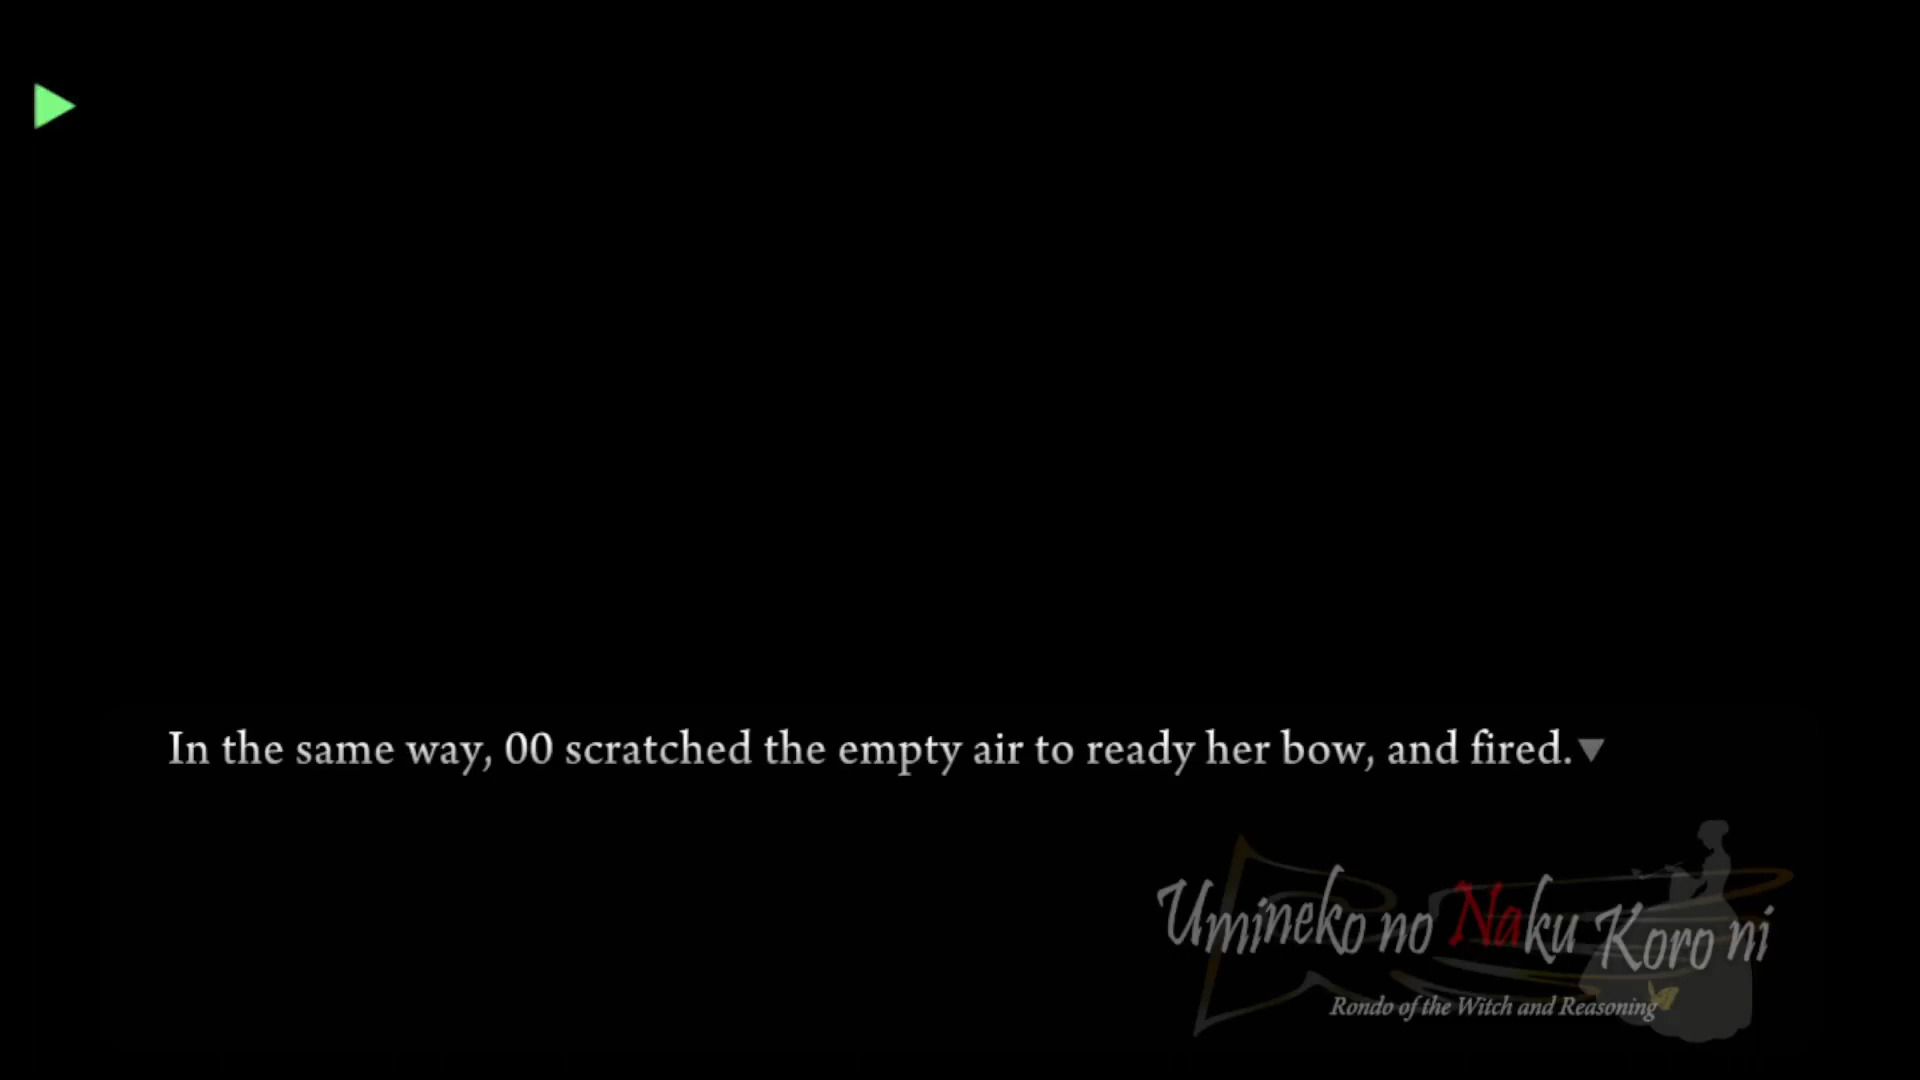 In the same way, 00 scratched the empty air to ready her bow, and fired.
Umineko no Naku Koro ni
Rondo of the Witch and Reasoning